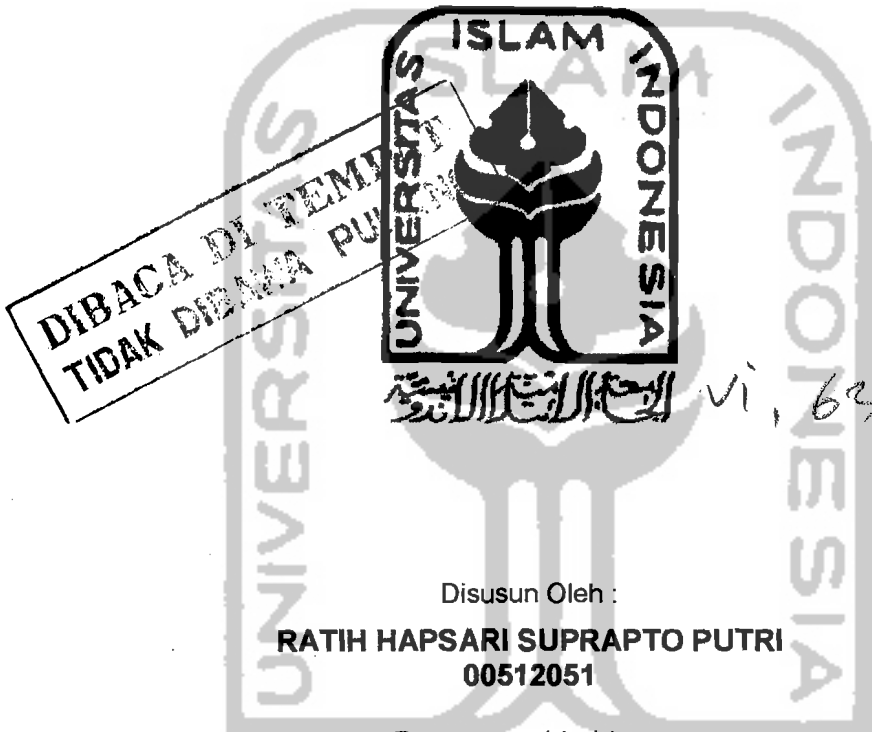 ISLAM
UNIVERSITAS
INDONESIA
DIBACA DI TEMPAT
TIDAK DIBAWA PULANG
vi, 62
Disusun Oleh :
RATIH HAPSARI SUPRAPTO PUTRI
00512051